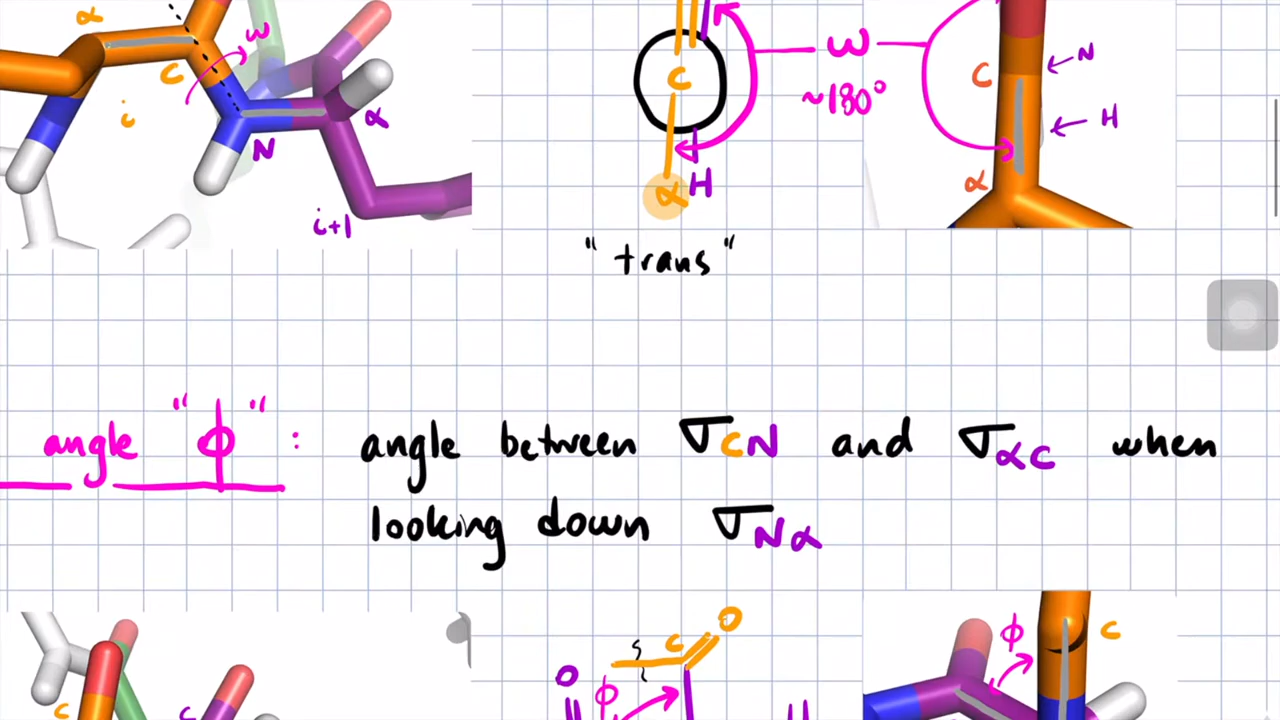 α
C
ω
i
N
α
i+1
C
α H
ω
~180°
C
N
H
α
"trans"
angle "ϕ" : angle between σCN and σαC when
looking down σNα
C
C
O
C
O
ϕ
H
ϕ
C